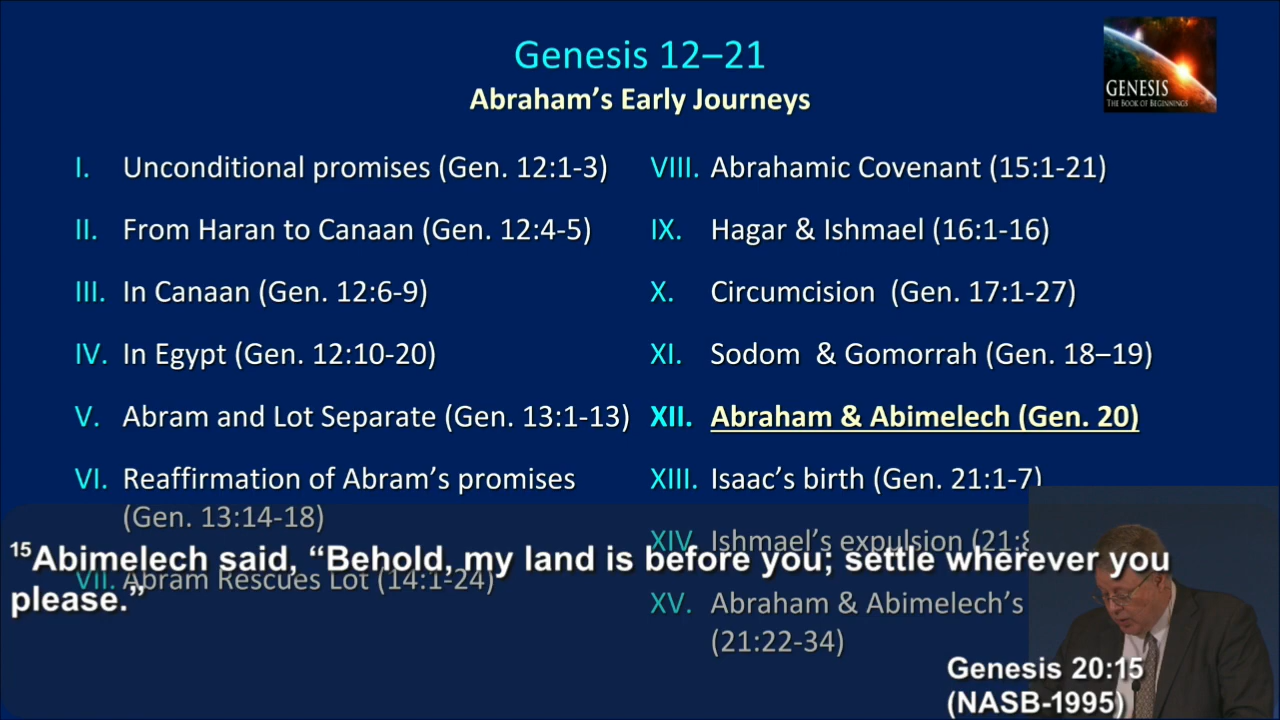 Genesis 12–21
Abraham’s Early Journeys
GENESIS
THE BOOK OF BEGINNINGS
I. Unconditional promises (Gen. 12:1-3)
II. From Haran to Canaan (Gen. 12:4-5)
III. In Canaan (Gen. 12:6-9)
IV. In Egypt (Gen. 12:10-20)
V. Abram and Lot Separate (Gen. 13:1-13)
VI. Reaffirmation of Abram’s promises
(Gen. 13:14-18)
VII. Abram Rescues Lot (14:1-24)
VIII. Abrahamic Covenant (15:1-21)
IX. Hagar & Ishmael (16:1-16)
X. Circumcision (Gen. 17:1-27)
XI. Sodom & Gomorrah (Gen. 18–19)
XII. Abraham & Abimelech (Gen. 20)
XIII. Isaac’s birth (Gen. 21:1-7)
XIV. Ishmael’s expulsion
XV. Abraham & Abimelech’s
(21:22-34)
15Abimelech said, “Behold, my land is before you; settle wherever you
please.”
Genesis 20:15
(NASB-1995)